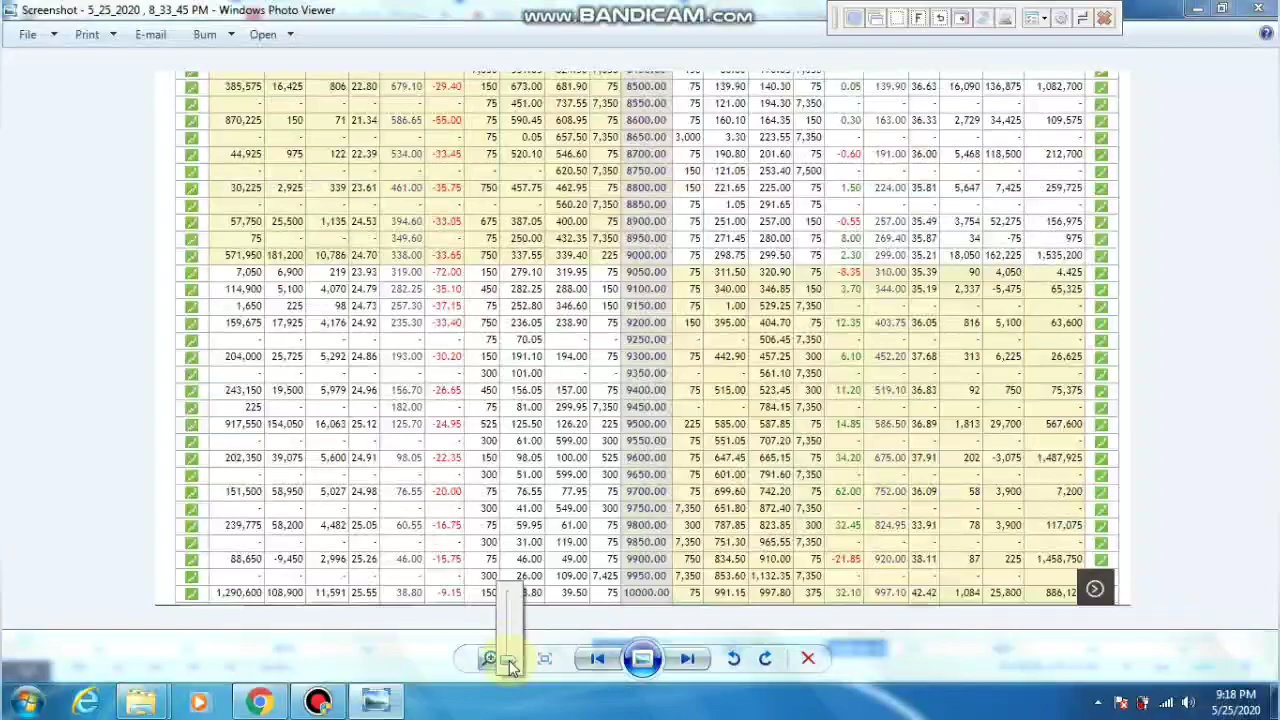 Screenshot - 5_25_2020 , 8_33_45 PM - Windows Photo Viewer
www.BANDICAM.com
File Print E-mail Burn Open
385,575 16,425 806 22.80 679.10 -29.40 150 673.00 681.90 75 8500.00 75 139.90 140.30 75 0.05 139.90 36.63 16,090 136,875 1,082,700
- - - - - - 75 451.00 737.55 7,350 8550.00 75 121.00 194.30 7,350 - - - - - -
870,225 150 71 21.34 586.65 -55.00 75 590.45 608.95 75 8600.00 75 160.10 164.35 150 0.30 163.00 36.33 2,729 34,425 109,575
- - - - - - 75 0.05 657.50 7,350 8650.00 3,000 3.30 223.55 7,350 - - - - - -
44,925 975 122 22.39 534.00 -33.45 75 520.10 546.60 75 8700.00 75 190.80 201.60 75 -0.60 191.00 36.00 5,468 118,500 212,700
- - - - - - - - 620.50 7,350 8750.00 150 121.05 253.40 7,500 - - - - - -
30,225 2,925 339 23.61 461.00 -35.75 750 457.75 462.95 75 8800.00 150 221.65 225.00 75 1.50 224.00 35.81 5,647 7,425 259,725
- - - - - - - - 560.20 7,350 8850.00 75 1.05 291.65 75 - - - - - -
57,750 25,500 1,135 24.53 394.60 -33.05 675 387.05 400.00 75 8900.00 75 251.00 257.00 150 -0.55 257.00 35.49 3,754 52,275 156,975
75 - - - 349.60 - 75 250.00 432.35 7,350 8950.00 75 271.45 280.00 75 8.00 269.40 35.87 34 -75 975
571,950 181,200 10,786 24.70 338.00 -33.65 750 337.55 339.40 225 9000.00 75 298.75 299.50 75 2.30 299.00 35.21 18,050 162,225 1,535,200
7,050 6,900 219 23.93 319.00 -72.00 150 279.10 319.95 75 9050.00 75 311.50 320.90 75 -8.35 310.00 35.39 90 4,050 4,425
114,900 5,100 4,070 24.79 282.25 -35.10 450 282.25 288.00 150 9100.00 75 340.00 346.85 150 3.70 344.00 35.19 2,337 -5,475 65,325
1,650 225 98 24.73 257.30 -37.15 75 252.80 346.60 150 9150.00 75 1.00 529.25 7,350 - - - - - -
159,675 17,925 4,176 24.92 235.30 -33.40 750 236.05 238.90 75 9200.00 150 395.00 404.70 75 12.35 403.75 36.05 816 5,100 63,600
- - - - - - 75 70.05 - - 9250.00 - - 506.45 7,350 - - - - - -
204,000 25,725 5,292 24.86 193.00 -30.20 150 191.10 194.00 75 9300.00 75 442.90 457.25 300 6.10 452.20 37.68 313 6,225 26,625
- - - - - - 300 101.00 - - 9350.00 - - 561.10 7,350 - - - - - -
243,150 19,500 5,979 24.96 156.70 -26.65 450 156.05 157.00 75 9400.00 75 515.00 523.45 300 11.20 519.10 36.83 92 750 75,375
225 - - - 182.00 - 75 81.00 299.95 7,350 9450.00 - - 784.15 7,350 - - - - - -
917,550 154,050 16,063 25.12 125.70 -24.95 525 125.50 126.20 225 9500.00 225 585.00 587.85 75 14.85 586.50 36.89 1,813 29,700 567,600
- - - - - - 300 61.00 599.00 300 9550.00 75 551.05 707.20 7,350 - - - - - -
202,350 39,075 5,600 24.91 98.05 -22.35 150 98.05 100.00 525 9600.00 75 647.45 665.15 75 34.20 675.00 37.91 202 -3,075 1,487,925
- - - - - - 300 51.00 599.00 300 9650.00 75 601.00 791.60 7,350 - - - - - -
151,500 58,950 5,027 24.98 76.55 -20.00 75 76.55 77.95 75 9700.00 75 699.60 742.20 75 62.00 752.00 36.09 58 3,900 7,200
- - - - - - 300 41.00 549.00 300 9750.00 7,350 651.80 872.40 7,350 - - - - - -
239,775 58,200 4,482 25.05 60.55 -16.75 75 59.95 61.00 75 9800.00 300 787.85 823.85 300 32.45 824.95 33.91 78 3,900 117,075
- - - - - - 300 31.00 119.00 75 9850.00 7,350 751.30 965.55 7,350 - - - - - -
88,650 -9,450 2,996 25.26 46.00 -15.75 75 46.00 49.00 75 9900.00 750 834.50 910.00 75 -21.85 920.00 38.11 87 225 1,458,750
- - - - - - 300 26.00 109.00 7,425 9950.00 7,350 853.60 1,132.35 7,350 - - - - -
1,290,600 108,900 11,591 25.55 38.80 -9.15 39.50 75 10000.00 75 991.15 997.80 375 32.10 997.10 42.42 1,084 25,800
9:18 PM
5/25/2020